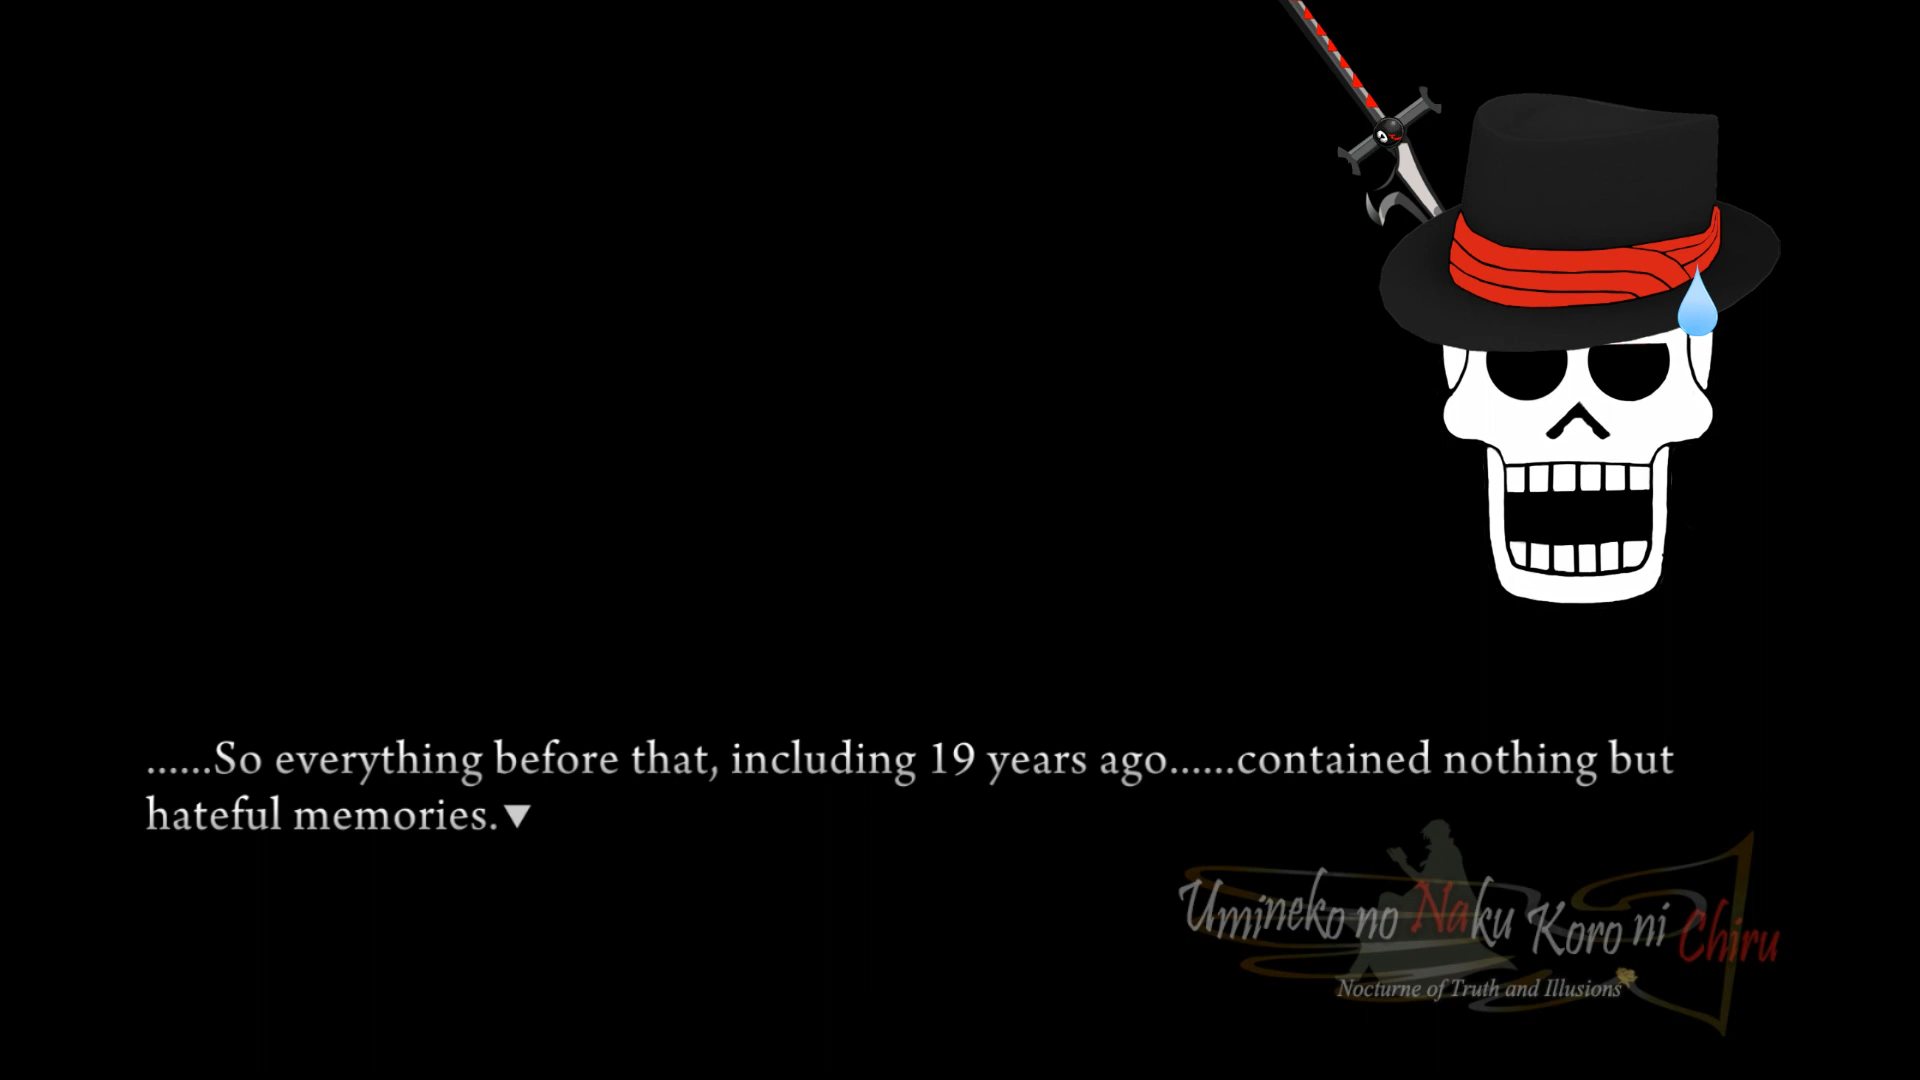 ......So everything before that, including 19 years ago......contained nothing but
hateful memories.▼
Umineko no Naku Koro ni Chiru
Nocturne of Truth and Illusions